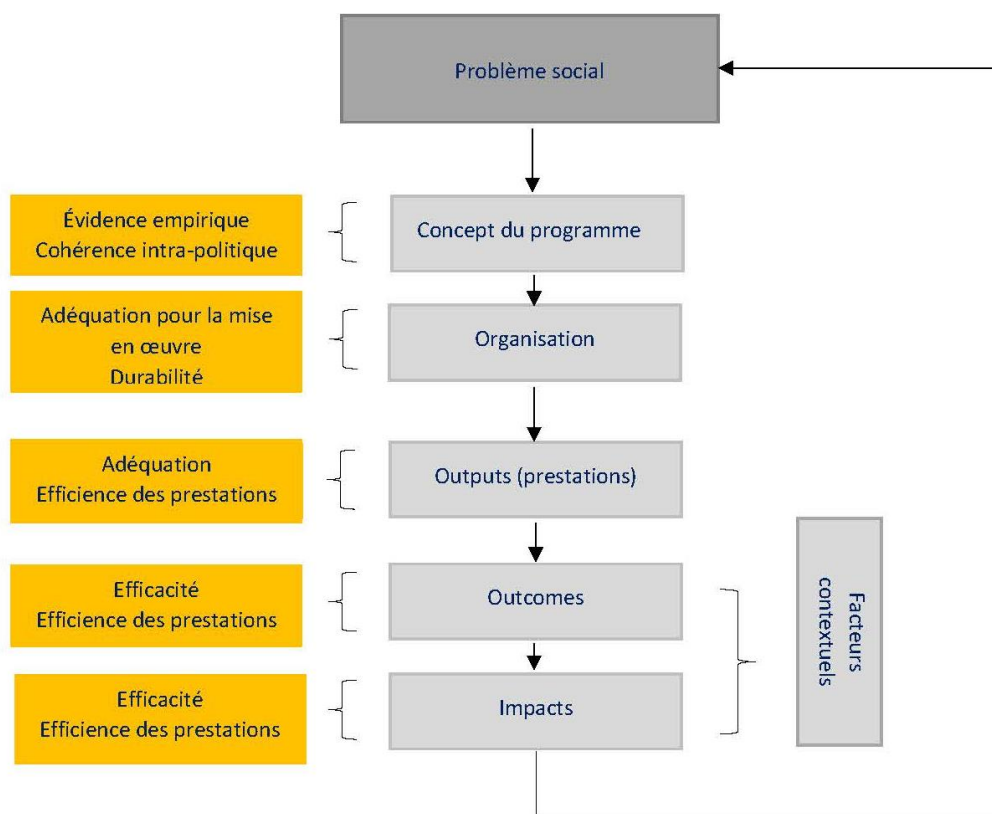 Problème social
Évidence empirique
Cohérence intra-politique
Concept du programme
Adéquation pour la mise
en œuvre
Durabilité
Organisation
Adéquation
Efficience des prestations
Outputs (prestations)
Efficacité
Efficience des prestations
Outcomes
Efficacité
Efficience des prestations
Impacts
Facteurs
contextuels